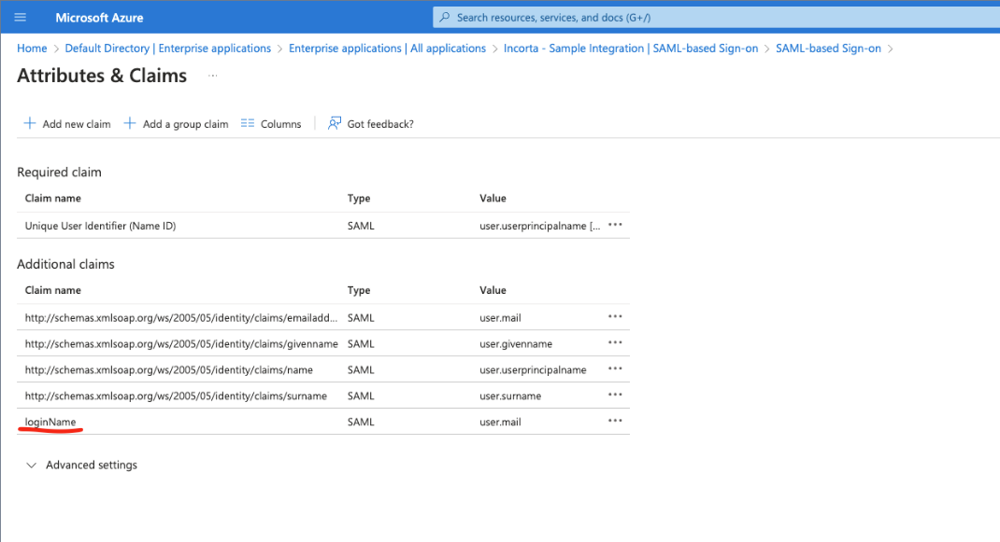 Microsoft Azure
Search resources, services, and docs (G+/)
Home > Default Directory | Enterprise applications > Enterprise applications | All applications > Incorta - Sample Integration | SAML-based Sign-on > SAML-based Sign-on >
Attributes & Claims ...
Add new claim Add a group claim Columns Got feedback?
Required claim
Claim name Type Value
Unique User Identifier (Name ID) SAML user.userprincipalname [... •••
Additional claims
Claim name Type Value
http://schemas.xmlsoap.org/ws/2005/05/identity/claims/emailadd... SAML user.mail •••
http://schemas.xmlsoap.org/ws/2005/05/identity/claims/givenname SAML user.givenname •••
http://schemas.xmlsoap.org/ws/2005/05/identity/claims/name SAML user.userprincipalname •••
http://schemas.xmlsoap.org/ws/2005/05/identity/claims/surname SAML user.surname •••
loginName SAML user.mail •••
Advanced settings